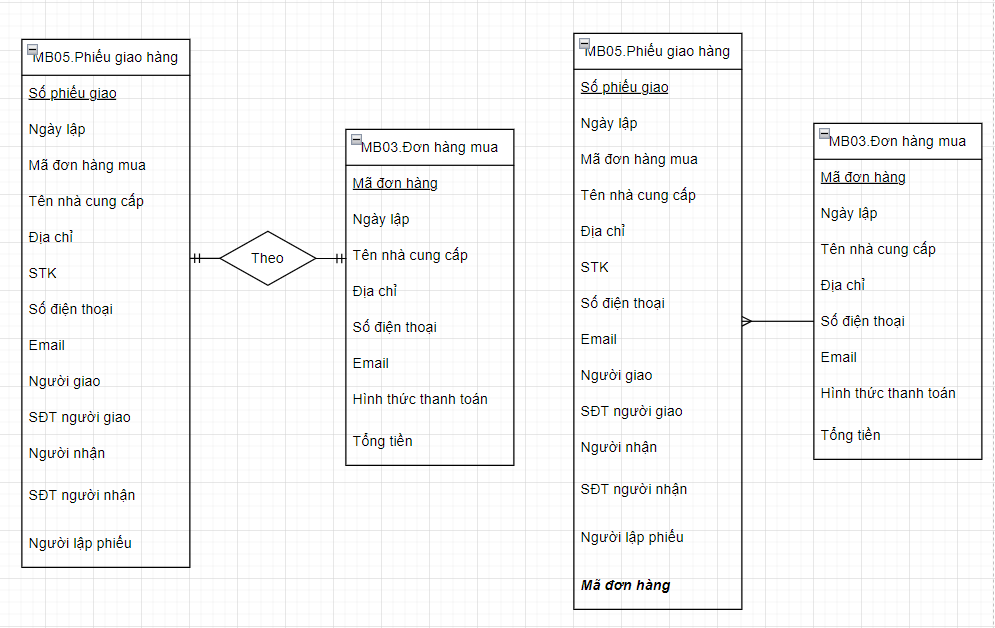 MB05.Phiếu giao hàng
Số phiếu giao
Ngày lập
Mã đơn hàng mua
Tên nhà cung cấp
Địa chỉ
STK
Số điện thoại
Email
Người giao
SĐT người giao
Người nhận
SĐT người nhận
Người lập phiếu
Theo
MB03.Đơn hàng mua
Mã đơn hàng
Ngày lập
Tên nhà cung cấp
Địa chỉ
Số điện thoại
Email
Hình thức thanh toán
Tổng tiền
MB05.Phiếu giao hàng
Số phiếu giao
Ngày lập
Mã đơn hàng mua
Tên nhà cung cấp
Địa chỉ
STK
Số điện thoại
Email
Người giao
SĐT người giao
Người nhận
SĐT người nhận
Người lập phiếu
Mã đơn hàng
MB03.Đơn hàng mua
Mã đơn hàng
Ngày lập
Tên nhà cung cấp
Địa chỉ
Số điện thoại
Email
Hình thức thanh toán
Tổng tiền